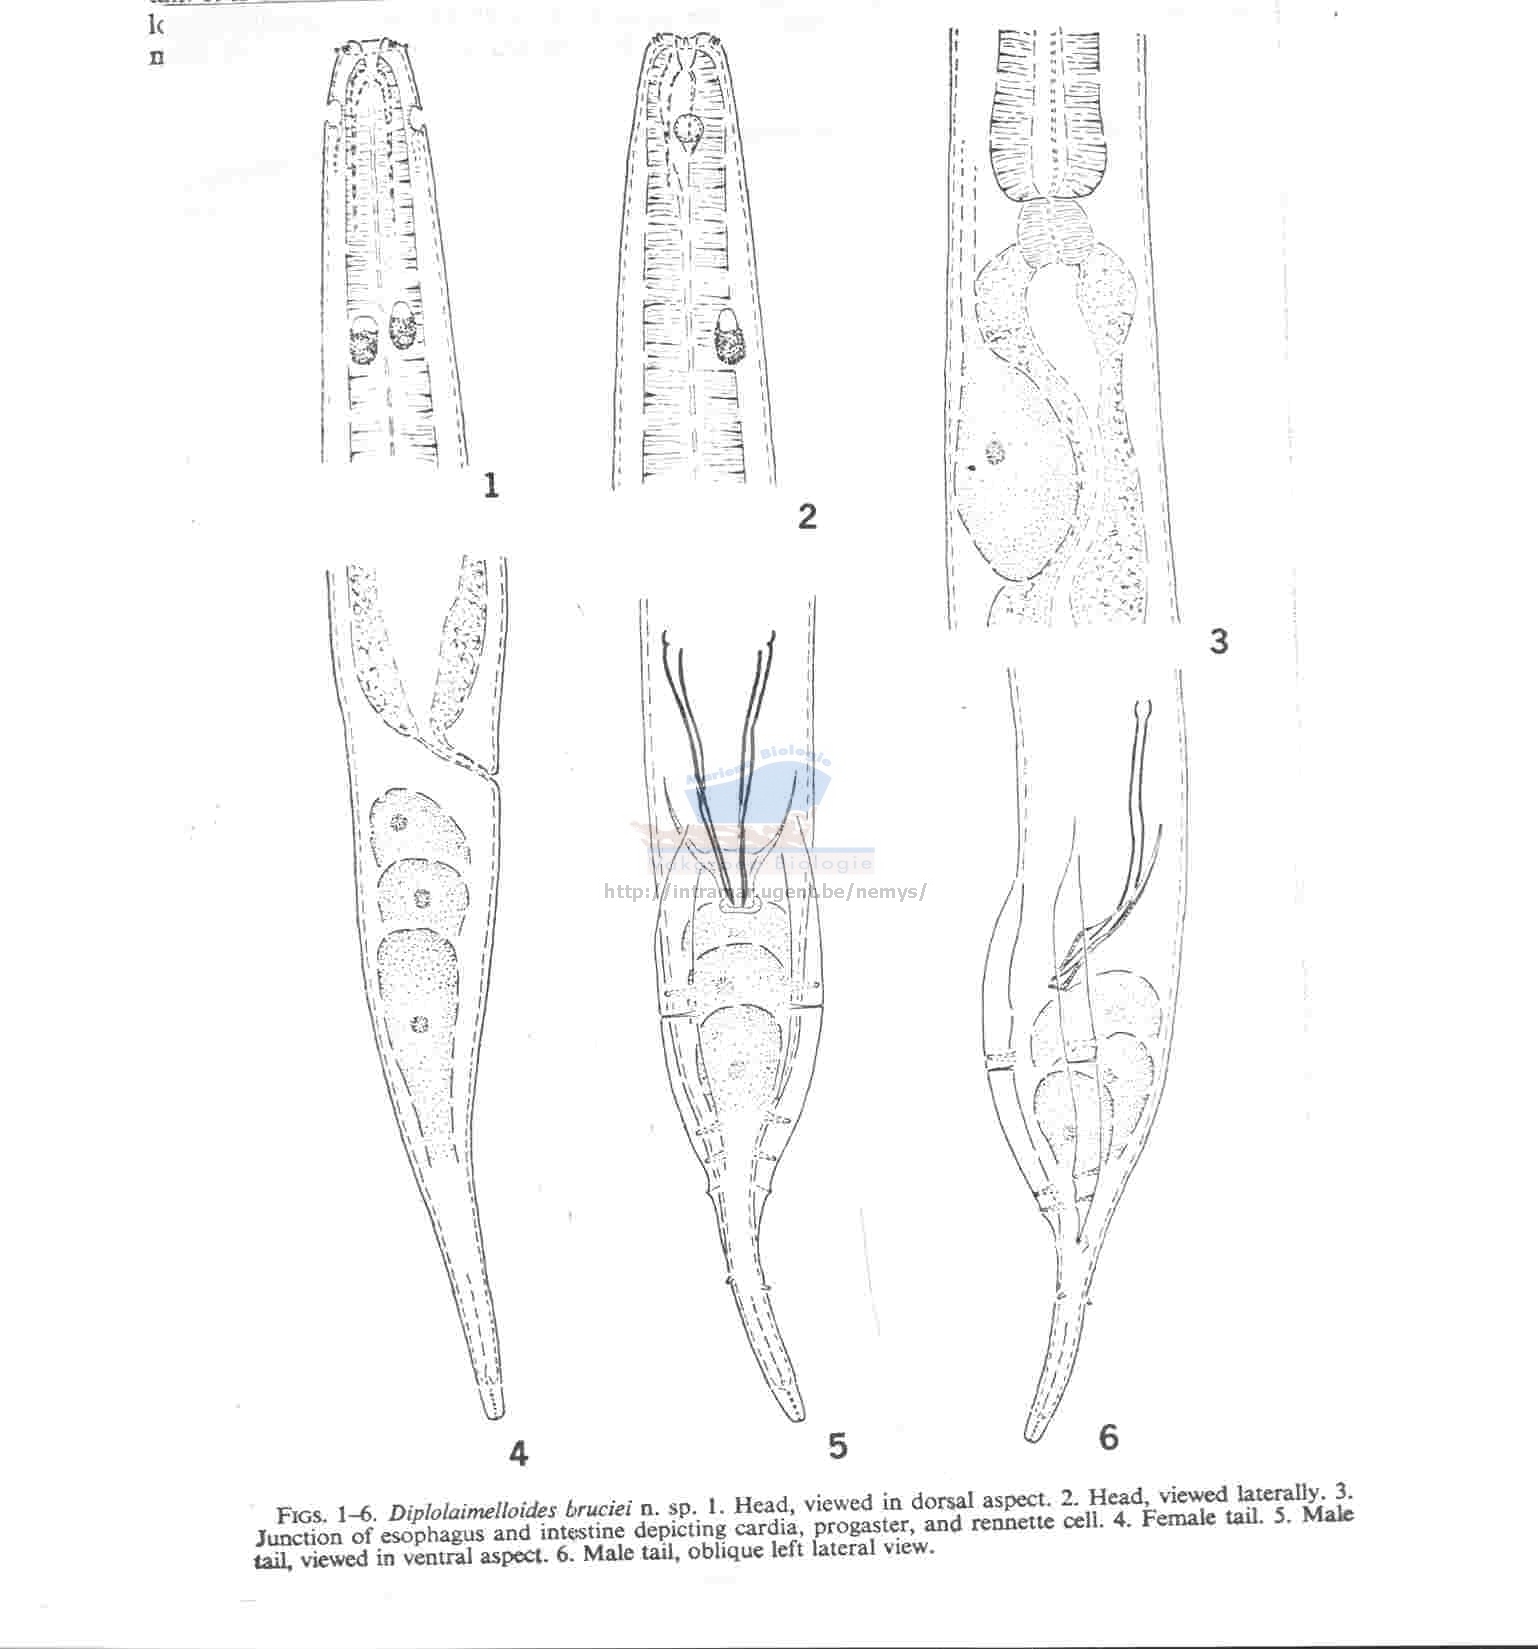 lc
n
1
2
3
Mariene Biologie
Vakgroep Biologie
http://intramar.ugent.be/nemys/
4
5
6
FIGS. 1–6. Diplolaimelloides bruciei n. sp. 1. Head, viewed in dorsal aspect. 2. Head, viewed laterally. 3.
Junction of esophagus and intestine depicting cardia, progaster, and rennette cell. 4. Female tail. 5. Male
tail, viewed in ventral aspect. 6. Male tail, oblique left lateral view.